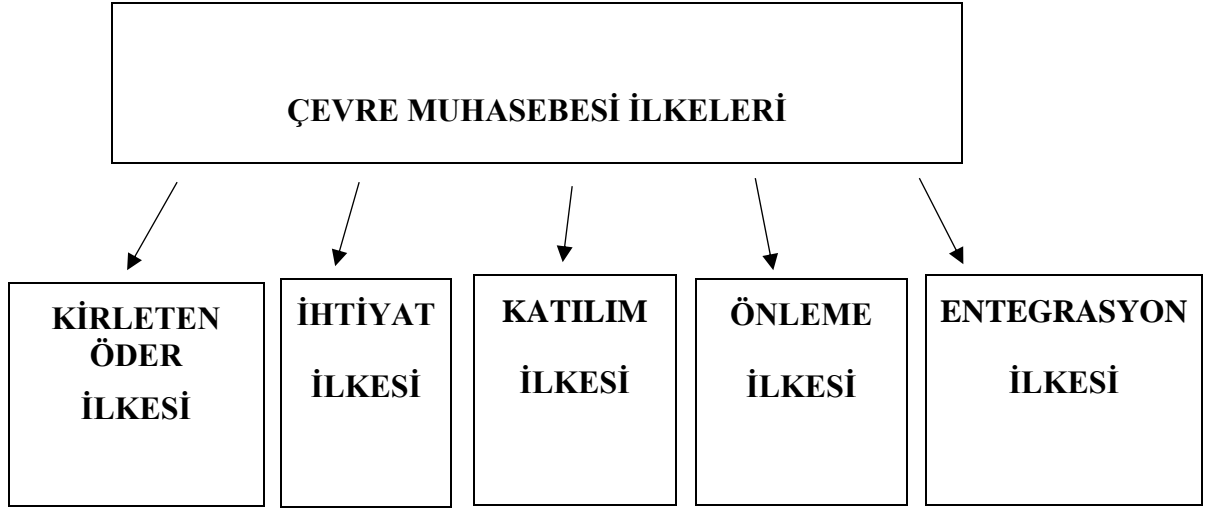 ÇEVRE MUHASEBESİ İLKELERİ
KİRLETEN
ÖDER
İLKESİ
İHTİYAT
İLKESİ
KATILIM
İLKESİ
ÖNLEME
İLKESİ
ENTEGRASYON
İLKESİ